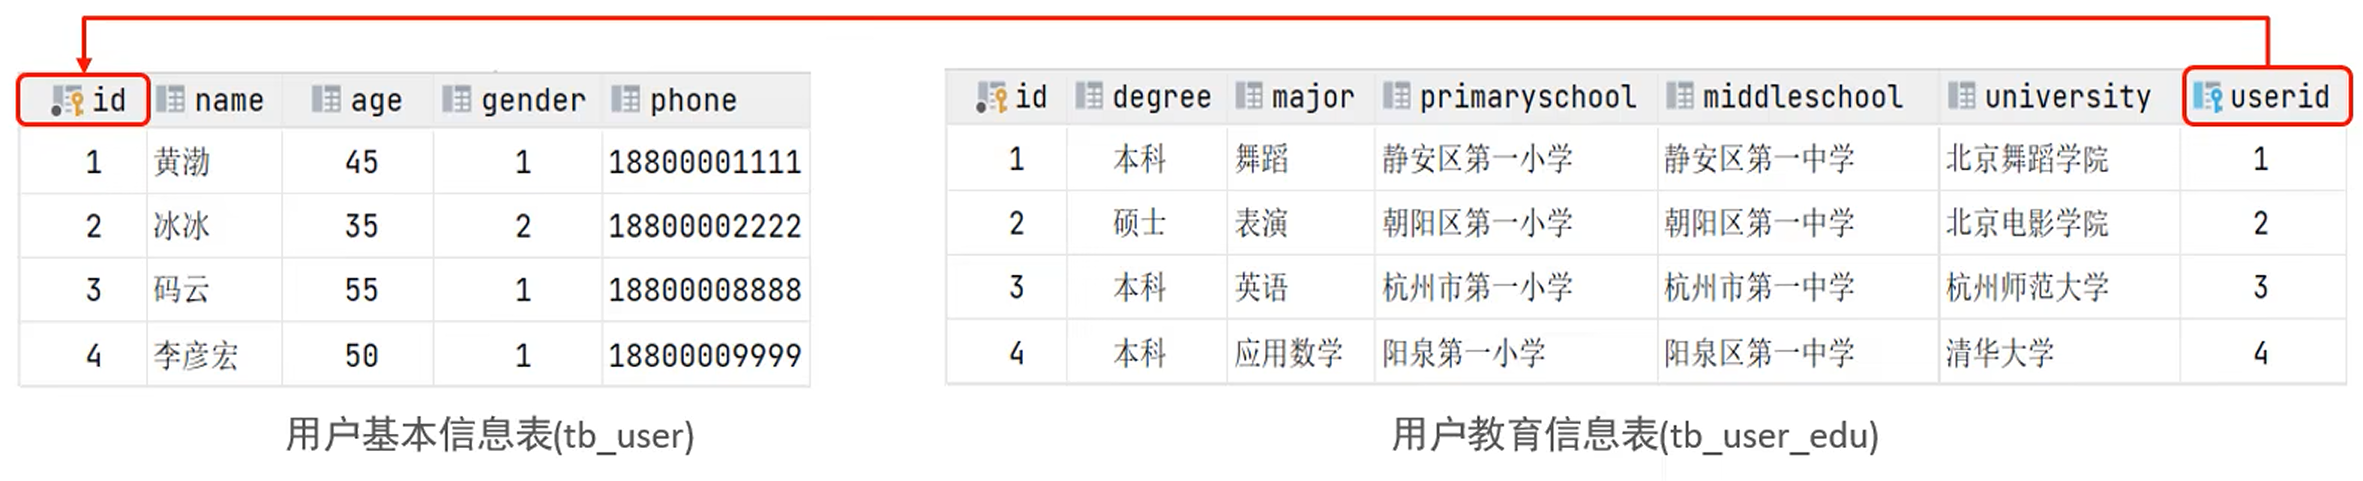 id name age gender phone
1 黄渤 45 1 18800001111
2 冰冰 35 2 18800002222
3 码云 55 1 18800008888
4 李彦宏 50 1 18800009999
用户基本信息表(tb_user)
id degree major primaryschool middleschool university userid
1 本科 舞蹈 静安区第一小学 静安区第一中学 北京舞蹈学院 1
2 硕士 表演 朝阳区第一小学 朝阳区第一中学 北京电影学院 2
3 本科 英语 杭州市第一小学 杭州市第一中学 杭州师范大学 3
4 本科 应用数学 阳泉第一小学 阳泉区第一中学 清华大学 4
用户教育信息表(tb_user_edu)